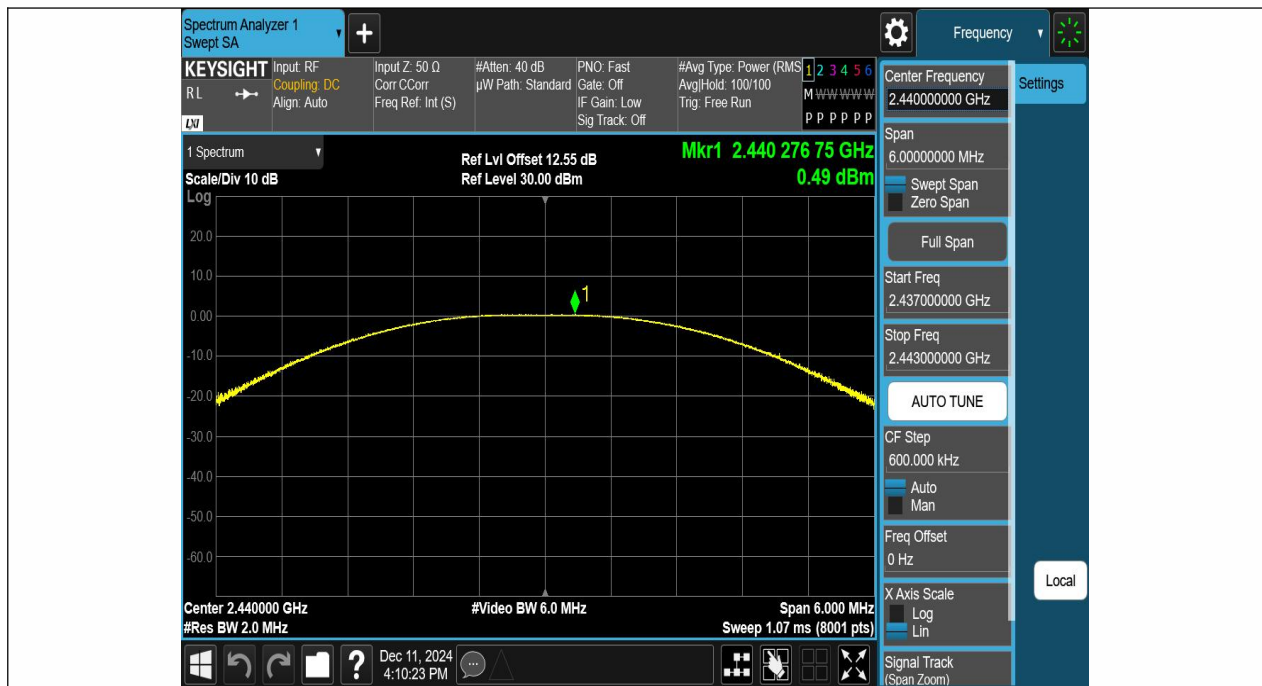 Spectrum Analyzer 1
Swept SA
+
Frequency
KEYSIGHT
RL
LXI
Input: RF
Coupling: DC
Align: Auto
Input Z: 50 Ω
Corr CCorr
Freq Ref: Int (S)
#Atten: 40 dB
µW Path: Standard
PNO: Fast
Gate: Off
IF Gain: Low
Sig Track: Off
#Avg Type: Power (RMS
Avg|Hold: 100/100
Trig: Free Run
1 2 3 4 5 6
M W W W W W
P P P P P P
Center Frequency
2.440000000 GHz
Settings
Span
6.00000000 MHz
Swept Span
Zero Span
Full Span
Start Freq
2.437000000 GHz
Stop Freq
2.443000000 GHz
AUTO TUNE
CF Step
600.000 kHz
Auto
Man
Freq Offset
0 Hz
X Axis Scale
Log
Lin
Signal Track
(Span Zoom)
Local
1 Spectrum
Scale/Div 10 dB
Log
Ref Lvl Offset 12.55 dB
Ref Level 30.00 dBm
Mkr1 2.440 276 75 GHz
0.49 dBm
20.0
10.0
1
0.00
-10.0
-20.0
-30.0
-40.0
-50.0
-60.0
Center 2.440000 GHz
#Video BW 6.0 MHz
Span 6.000 MHz
#Res BW 2.0 MHz
Sweep 1.07 ms (8001 pts)
?
Dec 11, 2024
4:10:23 PM